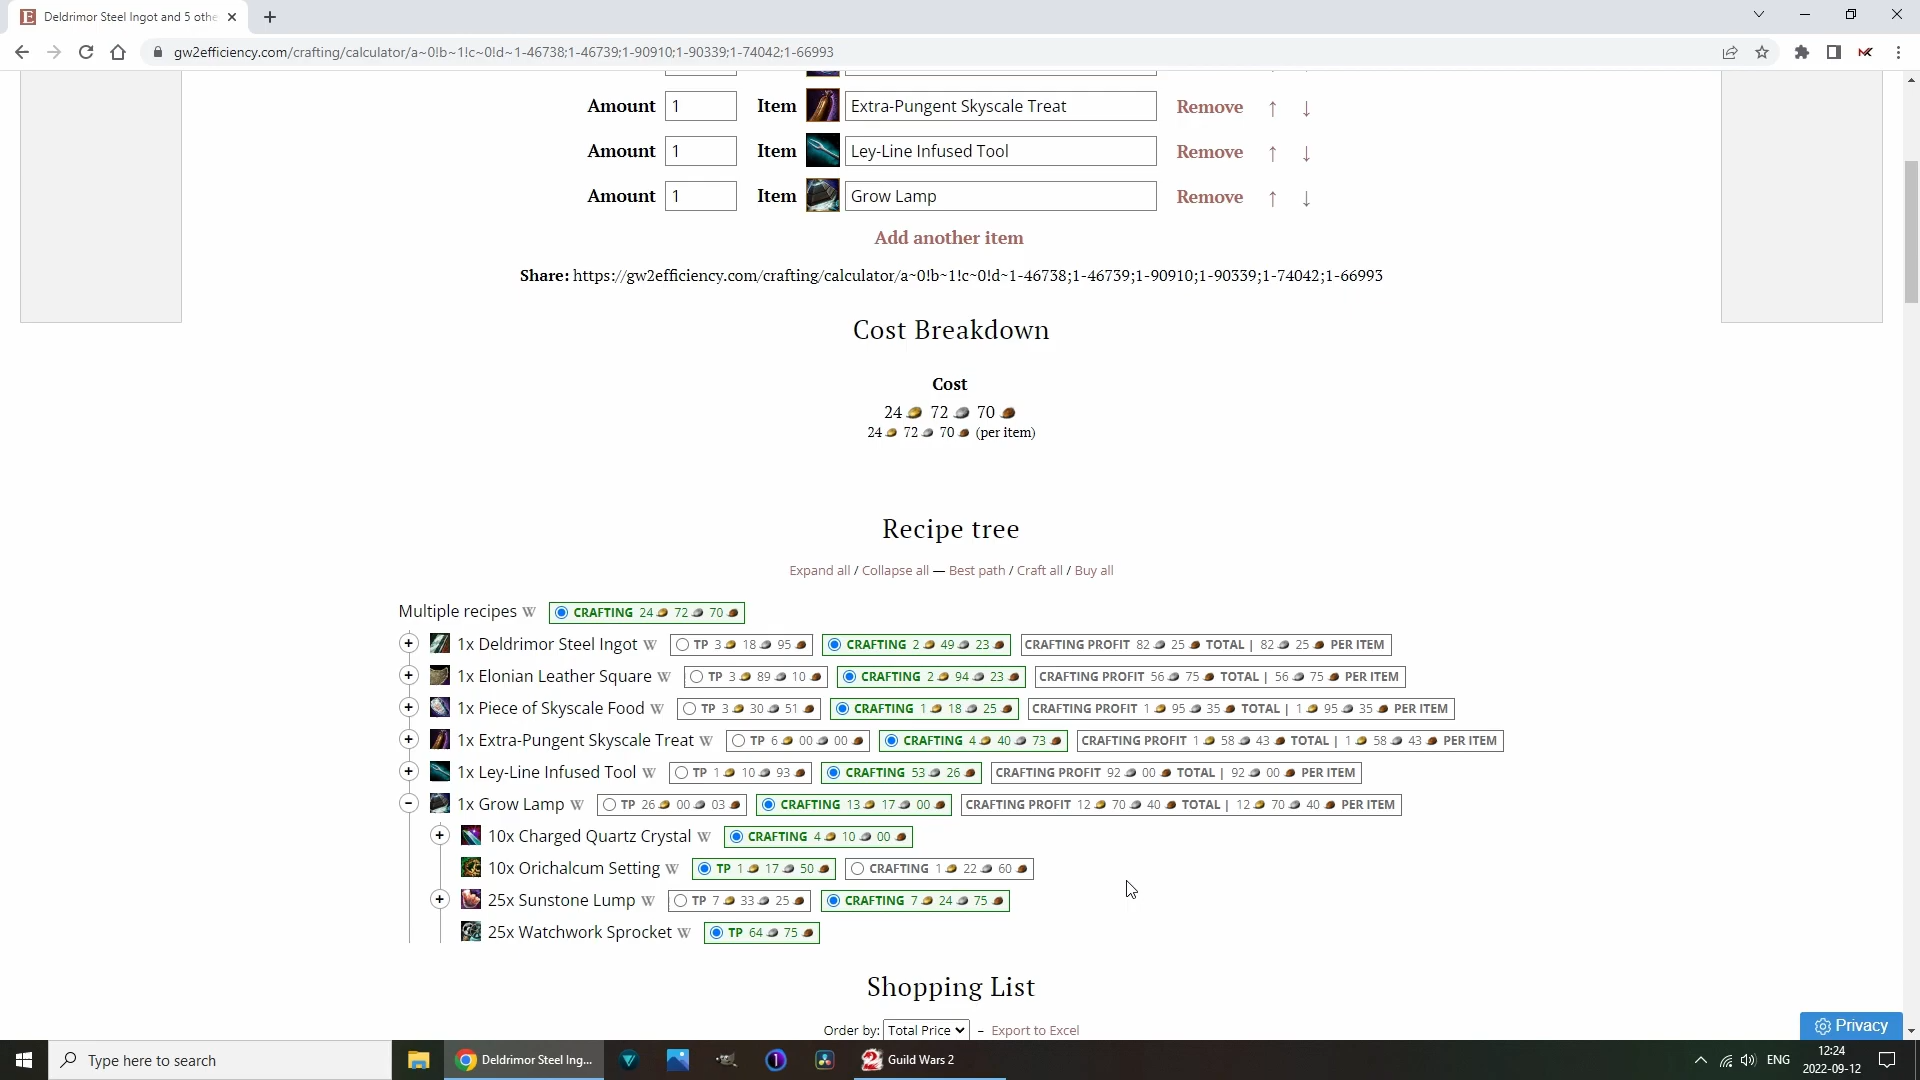 Deldrimor Steel Ingot and 5 othe
gw2efficiency.com/crafting/calculator/a~0!b~1!c~0!d~1-46738;1-46739;1-90910;1-90339;1-74042;1-66993
Amount 1 Item Extra-Pungent Skyscale Treat Remove ↑ ↓
Amount 1 Item Ley-Line Infused Tool Remove ↑ ↓
Amount 1 Item Grow Lamp Remove ↑ ↓
Add another item
Share: https://gw2efficiency.com/crafting/calculator/a~0!b~1!c~0!d~1-46738;1-46739;1-90910;1-90339;1-74042;1-66993
Cost Breakdown
Cost
24 72 70
24 72 70 (per item)
Recipe tree
Expand all / Collapse all — Best path / Craft all / Buy all
Multiple recipes W CRAFTING 24 72 70
+ 1x Deldrimor Steel Ingot W TP 3 18 95 CRAFTING 2 49 23 CRAFTING PROFIT 82 25 TOTAL | 82 25 PER ITEM
+ 1x Elonian Leather Square W TP 3 89 10 CRAFTING 2 94 23 CRAFTING PROFIT 56 75 TOTAL | 56 75 PER ITEM
+ 1x Piece of Skyscale Food W TP 3 30 51 CRAFTING 1 18 25 CRAFTING PROFIT 1 95 35 TOTAL | 1 95 35 PER ITEM
+ 1x Extra-Pungent Skyscale Treat W TP 6 00 00 CRAFTING 4 40 73 CRAFTING PROFIT 1 58 43 TOTAL | 1 58 43 PER ITEM
+ 1x Ley-Line Infused Tool W TP 1 10 93 CRAFTING 53 26 CRAFTING PROFIT 92 00 TOTAL | 92 00 PER ITEM
− 1x Grow Lamp W TP 26 00 03 CRAFTING 13 17 00 CRAFTING PROFIT 12 70 40 TOTAL | 12 70 40 PER ITEM
+ 10x Charged Quartz Crystal W CRAFTING 4 10 00
10x Orichalcum Setting W TP 1 17 50 CRAFTING 1 22 60
+ 25x Sunstone Lump W TP 7 33 25 CRAFTING 7 24 75
25x Watchwork Sprocket W TP 64 75
Shopping List
Order by: Total Price – Export to Excel
Privacy
Type here to search
Deldrimor Steel Ing...
Guild Wars 2
ENG
12:24
2022-09-12